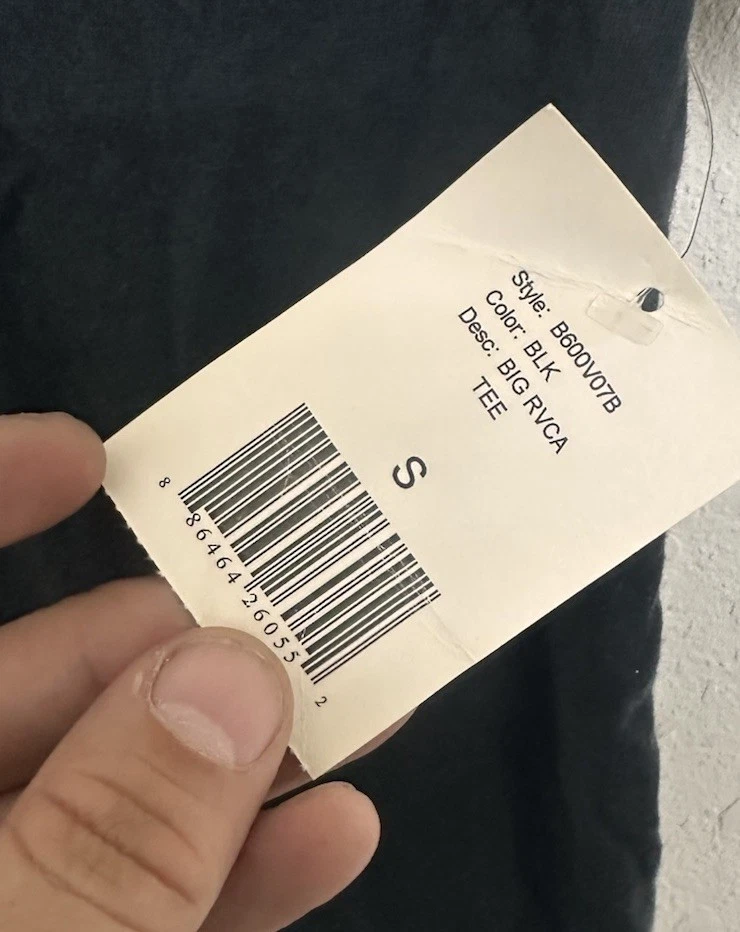 Style: B600V07B
Color: BLK
Desc: BIG RVCA
TEE
S
8 86464 26055 2